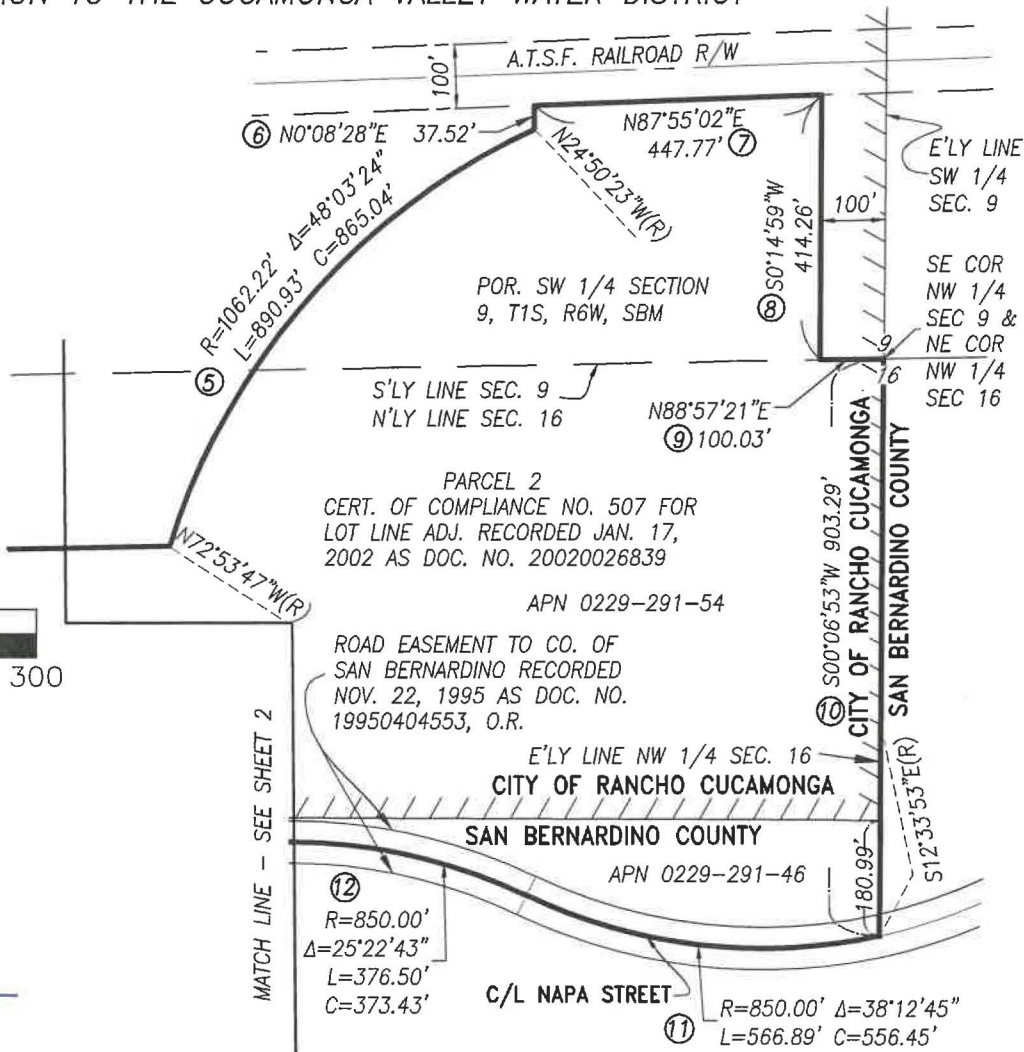 ION TO THE CUCAMONGA VALLEY WATER DISTRICT
A.T.S.F. RAILROAD R/W
100'
⑥ N0°08'28"E 37.52'
N87°55'02"E
447.77' ⑦
N24°50'23"W(R)
E'LY LINE
SW 1/4
SEC. 9
100'
S0°14'59"W
414.26'
⑧
R=1062.22' Δ=48°03'24"
L=890.93' C=865.04'
⑤
POR. SW 1/4 SECTION
9, T1S, R6W, SBM
SE COR
NW 1/4
SEC 9 &
NE COR
NW 1/4
SEC 16
9
16
S'LY LINE SEC. 9
N'LY LINE SEC. 16
N88°57'21"E
⑨ 100.03'
PARCEL 2
CERT. OF COMPLIANCE NO. 507 FOR
LOT LINE ADJ. RECORDED JAN. 17,
2002 AS DOC. NO. 20020026839
APN 0229-291-54
N72°53'47"W(R)
300
⑩ S00°06'53"W 903.29'
CITY OF RANCHO CUCAMONGA
SAN BERNARDINO COUNTY
ROAD EASEMENT TO CO. OF
SAN BERNARDINO RECORDED
NOV. 22, 1995 AS DOC. NO.
19950404553, O.R.
MATCH LINE - SEE SHEET 2
E'LY LINE NW 1/4 SEC. 16
CITY OF RANCHO CUCAMONGA
SAN BERNARDINO COUNTY
S12°33'53"E(R)
APN 0229-291-46
180.99'
⑫
R=850.00'
Δ=25°22'43"
L=376.50'
C=373.43'
C/L NAPA STREET
⑪
R=850.00' Δ=38°12'45"
L=566.89' C=556.45'